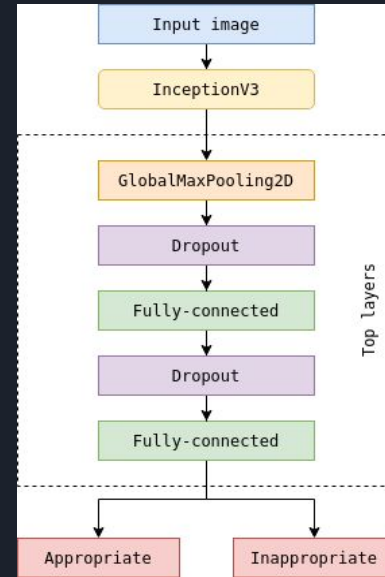 Input image
InceptionV3
GlobalMaxPooling2D
Dropout
Fully-connected
Top layers
Dropout
Fully-connected
Appropriate
Inappropriate